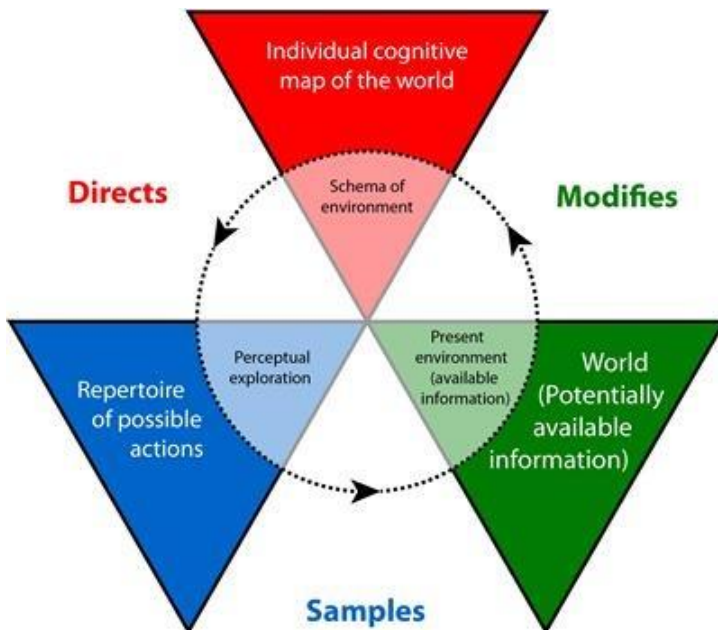 Individual cognitive
map of the world
Schema of
environment
Directs
Modifies
Perceptual
exploration
Present
environment
(available
information)
Repertoire
of possible
actions
World
(Potentially
available
information)
Samples